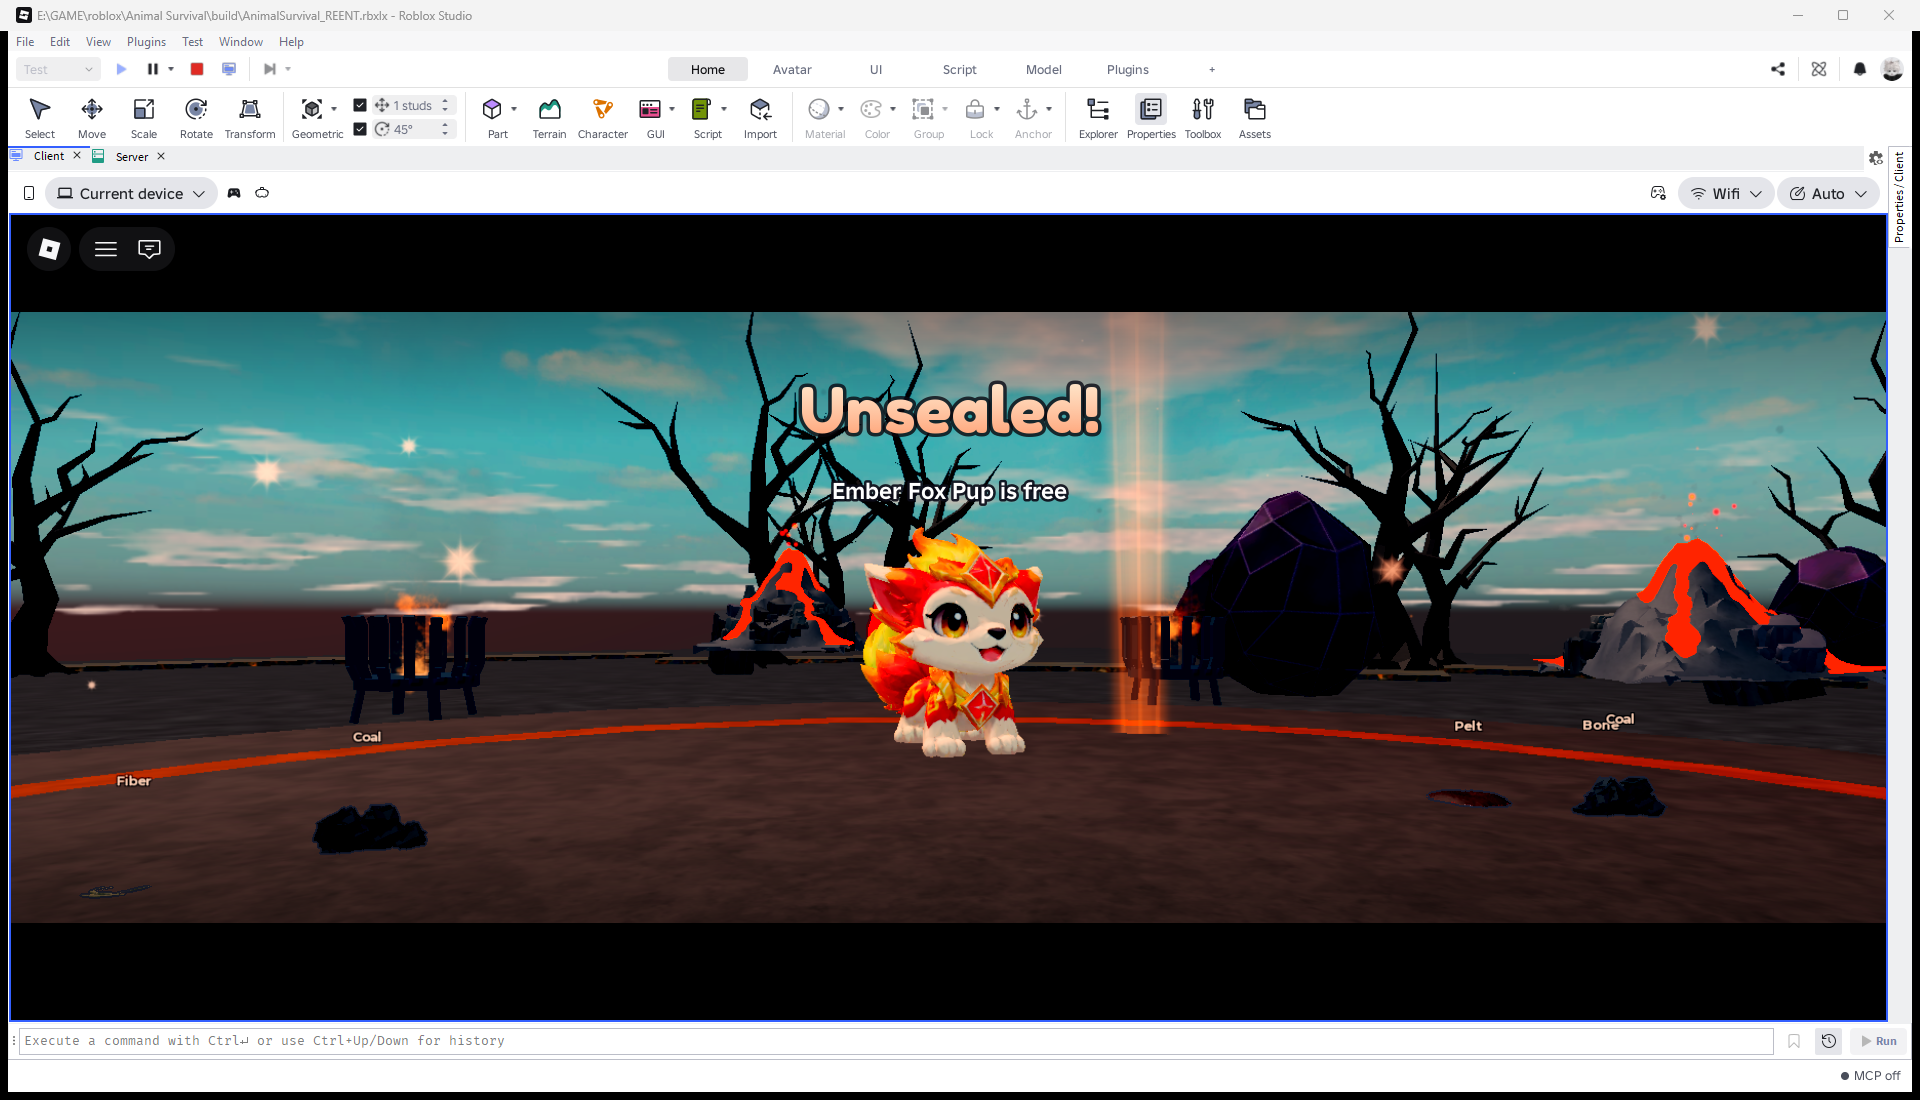 E:\GAME\roblox\Animal Survival\build\AnimalSurvival_REENT.rbxlx - Roblox Studio
File Edit View Plugins Test Window Help
Test Home Avatar UI Script Model Plugins +
1 studs
45°
Select Move Scale Rotate Transform Geometric Part Terrain Character GUI Script Import Material Color Group Lock Anchor Explorer Properties Toolbox Assets
Client Server
Properties / Client
Current device Wifi Auto
Unsealed!
Ember Fox Pup is free
Coal
Fiber
Pelt
Bone
Coal
Execute a command with Ctrl↵ or use Ctrl+Up/Down for history
Run
MCP off